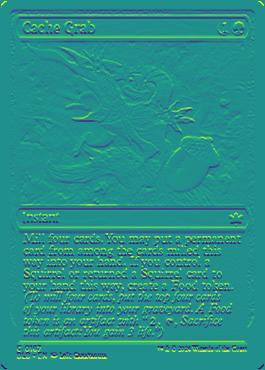 Cache Grab
Instant
Mill four cards. You may put a permanent
card from among the cards milled this
way into your hand. If you control a
Squirrel or returned a Squirrel card to
your hand this way, create a Food token.
(To mill four cards, put the top four cards
of your library into your graveyard. A Food
token is an artifact with "Sacrifice
this artifact: You gain 3 life.")
Wizards of the Coast